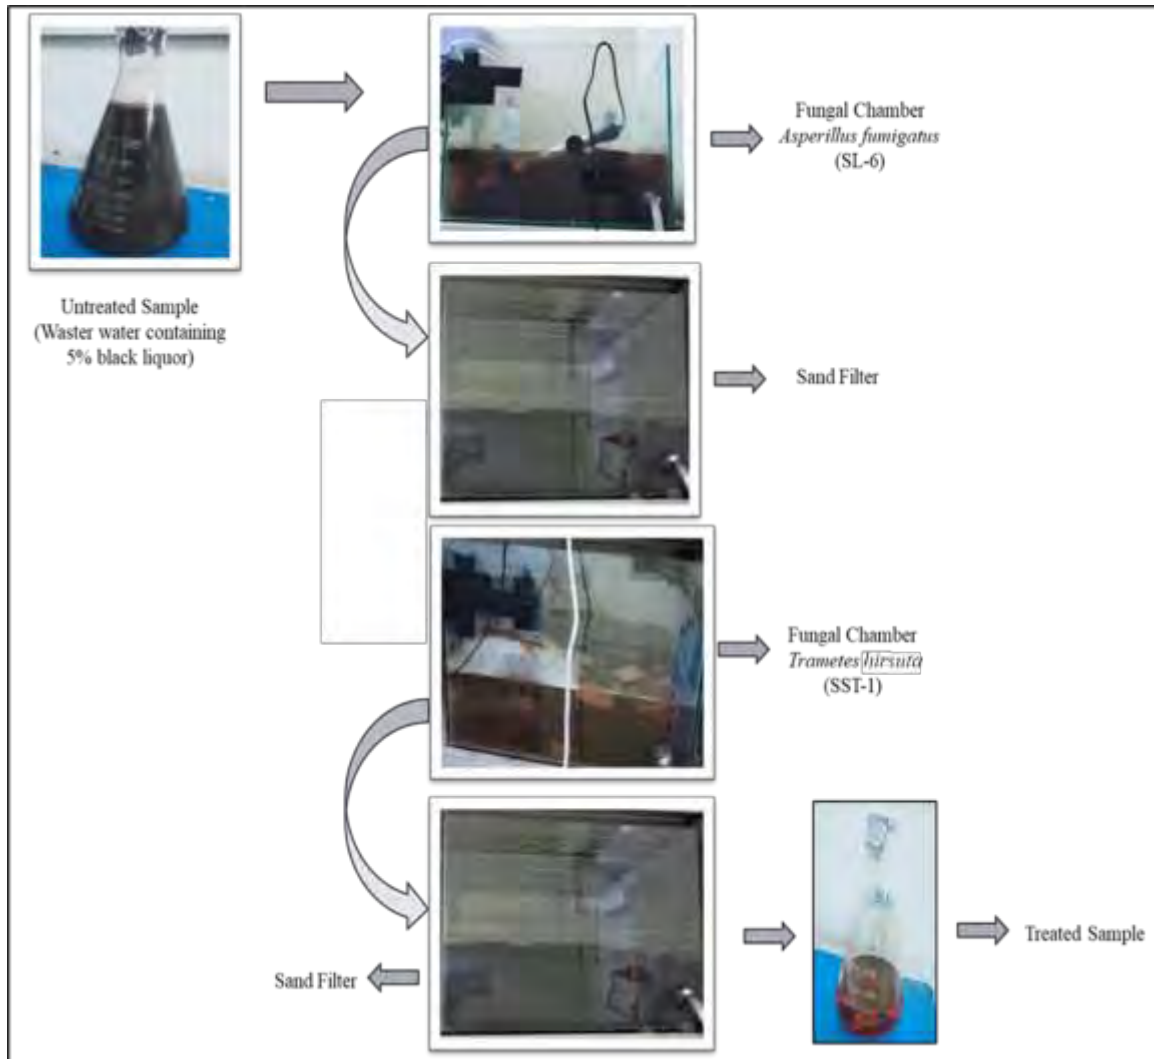 Fungal Chamber
Asperillus fumigatus
(SL-6)
Untreated Sample
(Waster water containing
5% black liquor)
Sand Filter
Fungal Chamber
Trametes hirsuta
(SST-1)
Sand Filter
Treated Sample